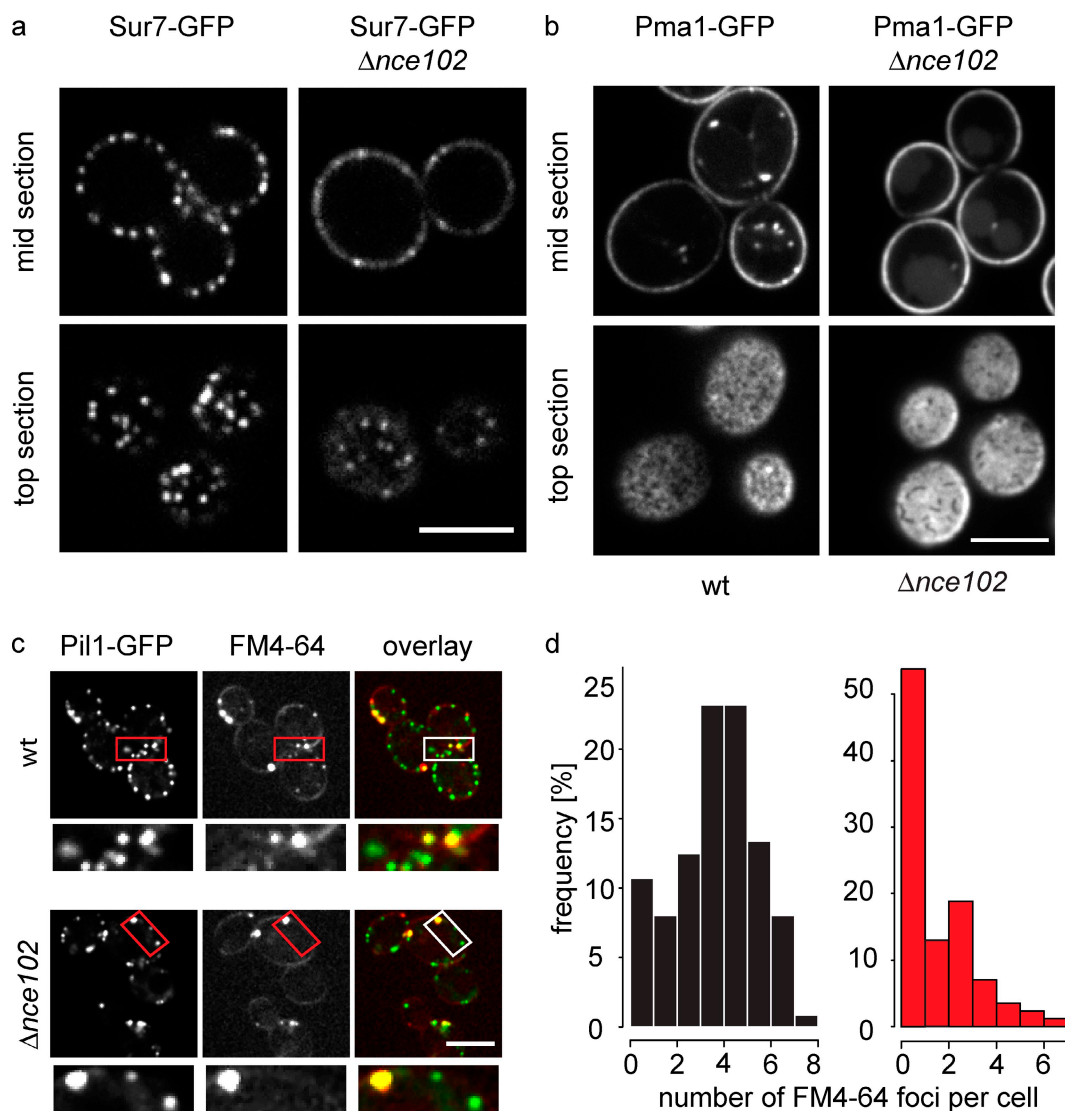 a
Sur7-GFP
Sur7-GFP
Δnce102
mid section
top section
b
Pma1-GFP
Pma1-GFP
Δnce102
mid section
top section
wt
Δnce102
c
Pil1-GFP
FM4-64
overlay
wt
Δnce102
d
frequency [%]
25
20
15
10
5
0
0
2
4
6
8
50
50
30
20
10
0
0
2
4
6
number of FM4-64 foci per cell